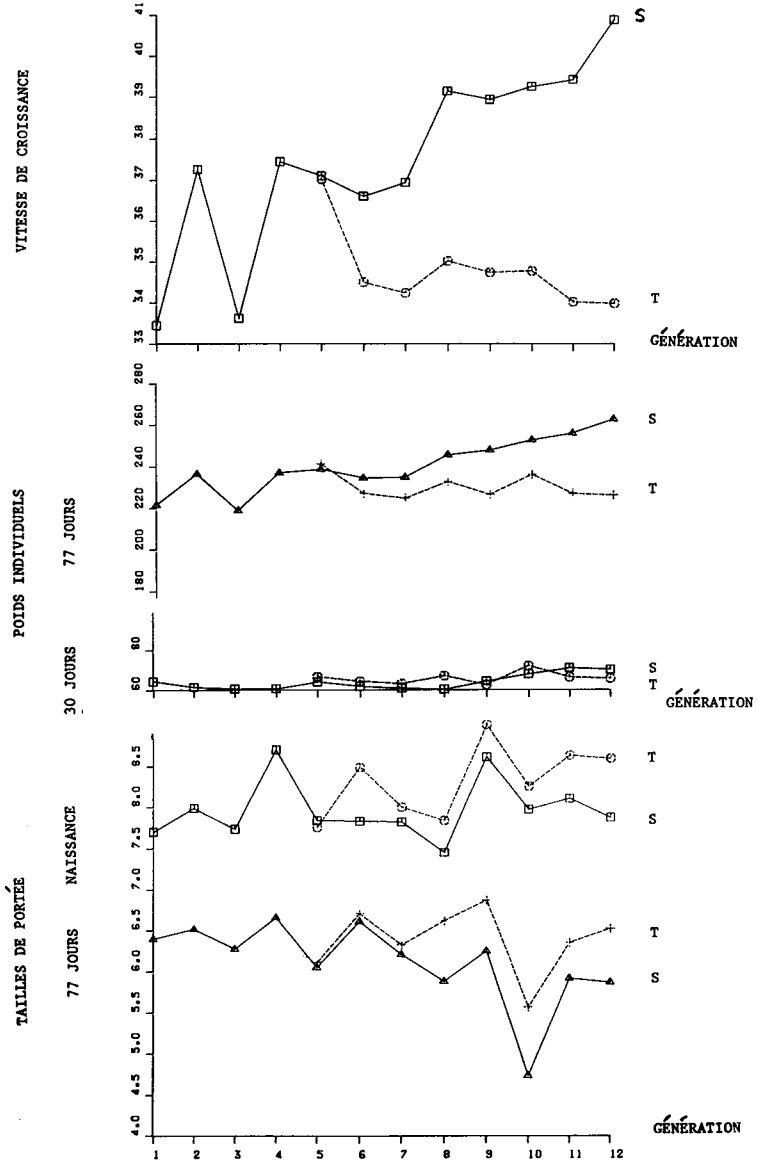 VITESSE DE CROISSANCE
41
40
39
38
37
36
35
34
33
S
T
GÉNÉRATION
POIDS INDIVIDUELS
77 JOURS
280
260
240
220
200
180
S
T
30 JOURS
80
60
S
T
GÉNÉRATION
TAILLES DE PORTÉE
NAISSANCE
77 JOURS
8.5
8.0
7.5
7.0
6.5
6.0
5.5
5.0
4.5
4.0
T
S
T
S
GÉNÉRATION
1 2 3 4 5 6 7 8 9 10 11 12